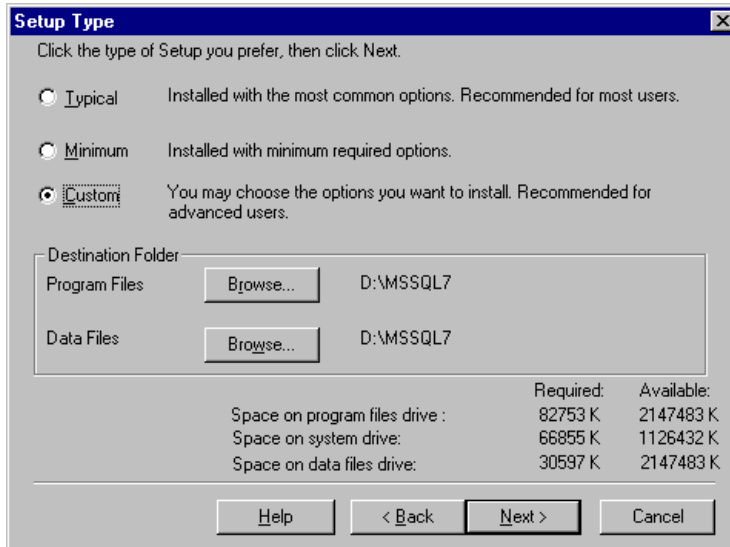 Setup Type
Click the type of Setup you prefer, then click Next.
Typical Installed with the most common options. Recommended for most users.
Minimum Installed with minimum required options.
Custom You may choose the options you want to install. Recommended for
advanced users.
Destination Folder
Program Files Browse... D:\MSSQL7
Data Files Browse... D:\MSSQL7
Required: Available:
Space on program files drive : 82753 K 2147483 K
Space on system drive: 66855 K 1126432 K
Space on data files drive: 30597 K 2147483 K
Help < Back Next > Cancel